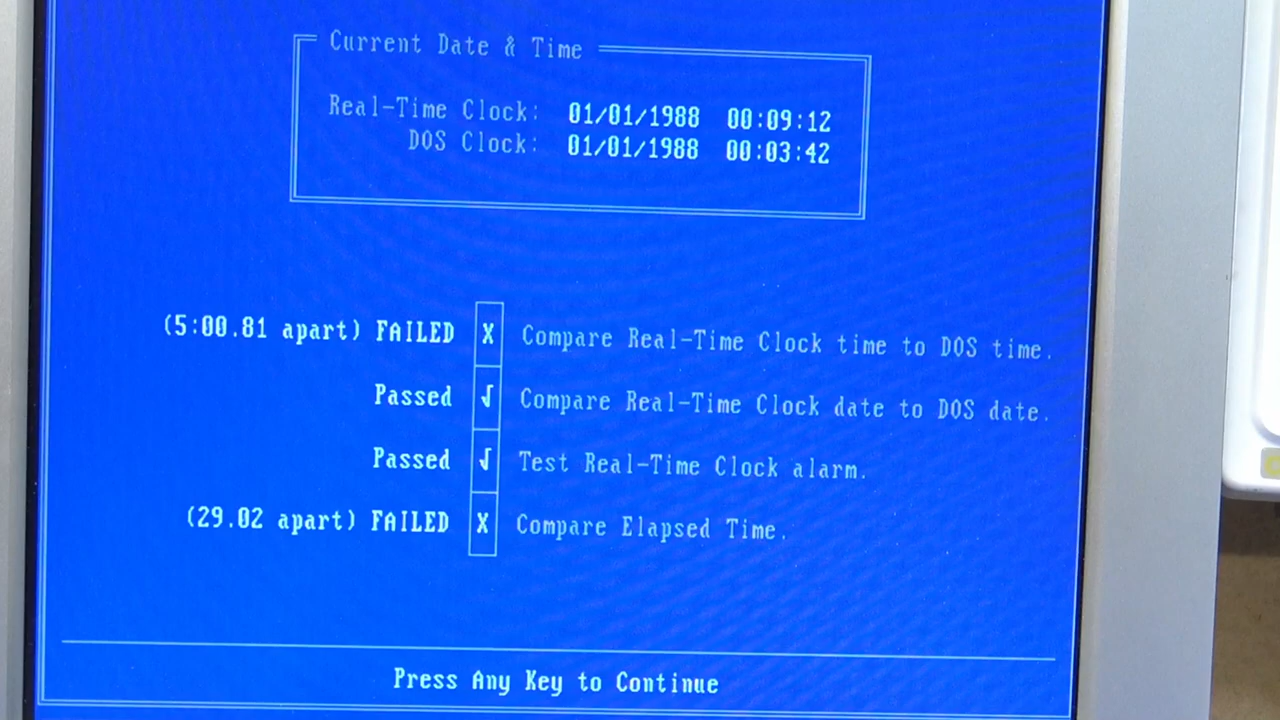 Current Date & Time
Real-Time Clock: 01/01/1988 00:09:12
DOS Clock: 01/01/1988 00:03:42
(5:00.81 apart) FAILED X Compare Real-Time Clock time to DOS time.
Passed √ Compare Real-Time Clock date to DOS date.
Passed √ Test Real-Time Clock alarm.
(29.02 apart) FAILED X Compare Elapsed Time.
Press Any Key to Continue